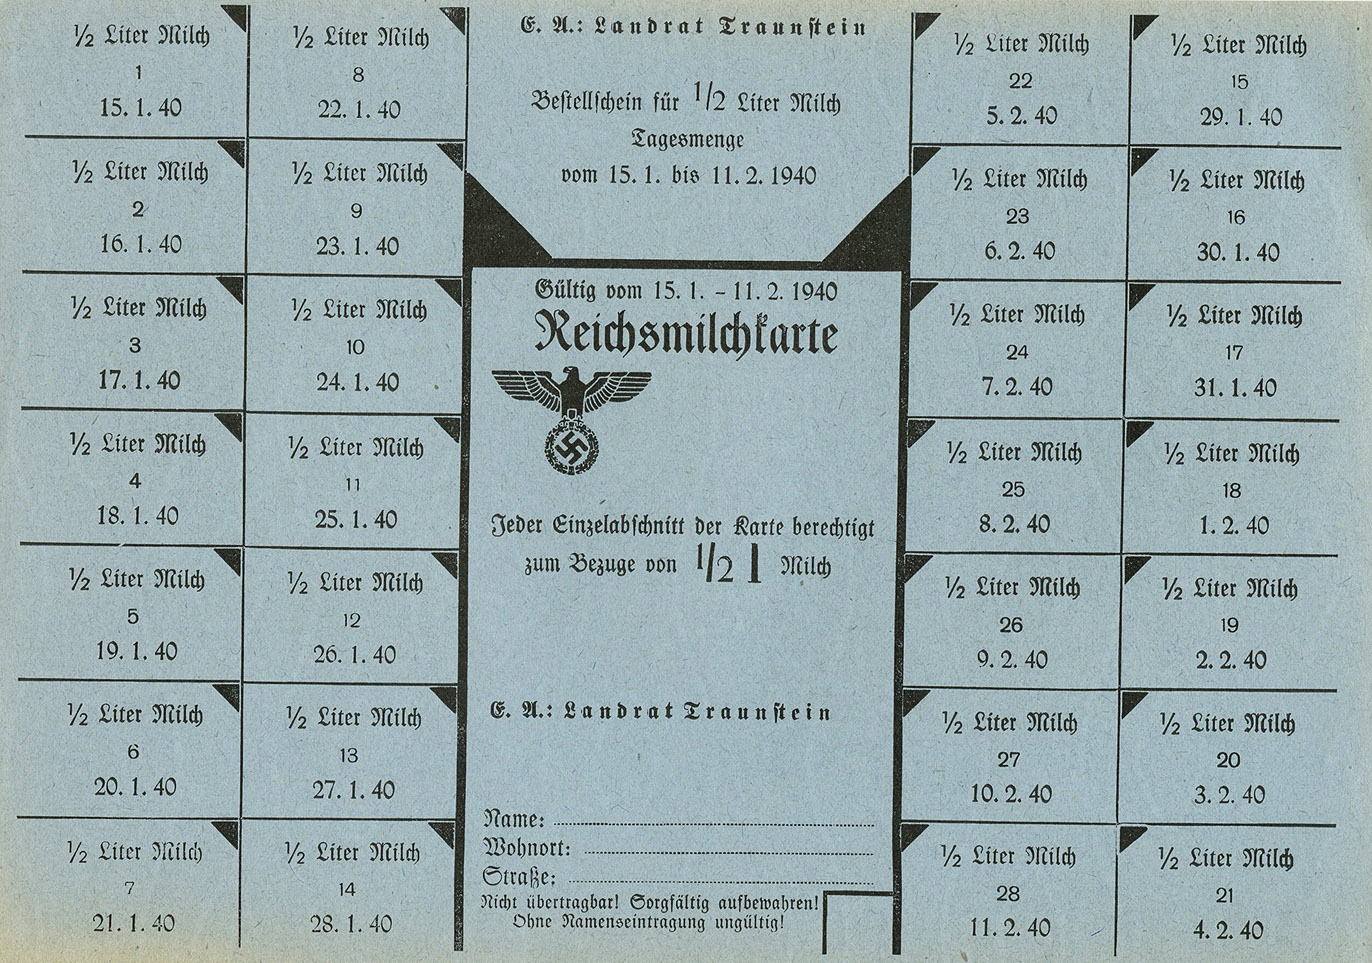 ½ Liter Milch
1
15. 1. 40
½ Liter Milch
2
16. 1. 40
½ Liter Milch
3
17. 1. 40
½ Liter Milch
4
18. 1. 40
½ Liter Milch
5
19. 1. 40
½ Liter Milch
6
20. 1. 40
½ Liter Milch
7
21. 1. 40
½ Liter Milch
8
22. 1. 40
½ Liter Milch
9
23. 1. 40
½ Liter Milch
10
24. 1. 40
½ Liter Milch
11
25. 1. 40
½ Liter Milch
12
26. 1. 40
½ Liter Milch
13
27. 1. 40
½ Liter Milch
14
28. 1. 40
E. A.: Landrat Traunstein
Bestellschein für 1/2 Liter Milch
Tagesmenge
vom 15. 1. bis 11. 2. 1940
Gültig vom 15. 1. - 11. 2. 1940
Reichsmilchkarte
Jeder Einzelabschnitt der Karte berechtigt
zum Bezuge von 1/2 l Milch
E. A.: Landrat Traunstein
Name:
Wohnort:
Straße:
Nicht übertragbar! Sorgfältig aufbewahren!
Ohne Namenseintragung ungültig!
½ Liter Milch
22
5. 2. 40
½ Liter Milch
23
6. 2. 40
½ Liter Milch
24
7. 2. 40
½ Liter Milch
25
8. 2. 40
½ Liter Milch
26
9. 2. 40
½ Liter Milch
27
10. 2. 40
½ Liter Milch
28
11. 2. 40
½ Liter Milch
15
29. 1. 40
½ Liter Milch
16
30. 1. 40
½ Liter Milch
17
31. 1. 40
½ Liter Milch
18
1. 2. 40
½ Liter Milch
19
2. 2. 40
½ Liter Milch
20
3. 2. 40
½ Liter Milch
21
4. 2. 40